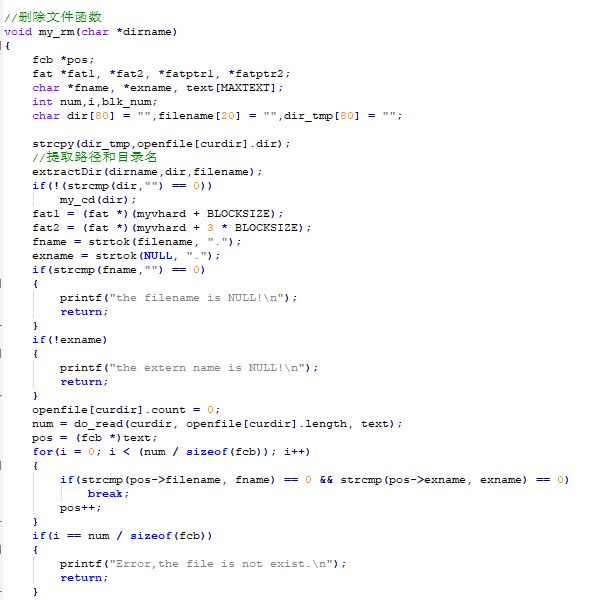 //删除文件函数
void my_rm(char *dirname)
{
    fcb *pos;
    fat *fat1, *fat2, *fatptr1, *fatptr2;
    char *fname, *exname, text[MAXTEXT];
    int num,i,blk_num;
    char dir[80] = "",filename[20] = "",dir_tmp[80] = "";

    strcpy(dir_tmp,openfile[curdir].dir);
    //提取路径和目录名
    extractDir(dirname,dir,filename);
    if(!(strcmp(dir,"") == 0))
        my_cd(dir);
    fat1 = (fat *)(myvhard + BLOCKSIZE);
    fat2 = (fat *)(myvhard + 3 * BLOCKSIZE);
    fname = strtok(filename, ".");
    exname = strtok(NULL, ".");
    if(strcmp(fname,"") == 0)
    {
        printf("the filename is NULL!\n");
        return;
    }
    if(!exname)
    {
        printf("the extern name is NULL!\n");
        return;
    }
    openfile[curdir].count = 0;
    num = do_read(curdir, openfile[curdir].length, text);
    pos = (fcb *)text;
    for(i = 0; i < (num / sizeof(fcb)); i++)
    {
        if(strcmp(pos->filename, fname) == 0 && strcmp(pos->exname, exname) == 0)
            break;
        pos++;
    }
    if(i == num / sizeof(fcb))
    {
        printf("Error,the file is not exist.\n");
        return;
    }